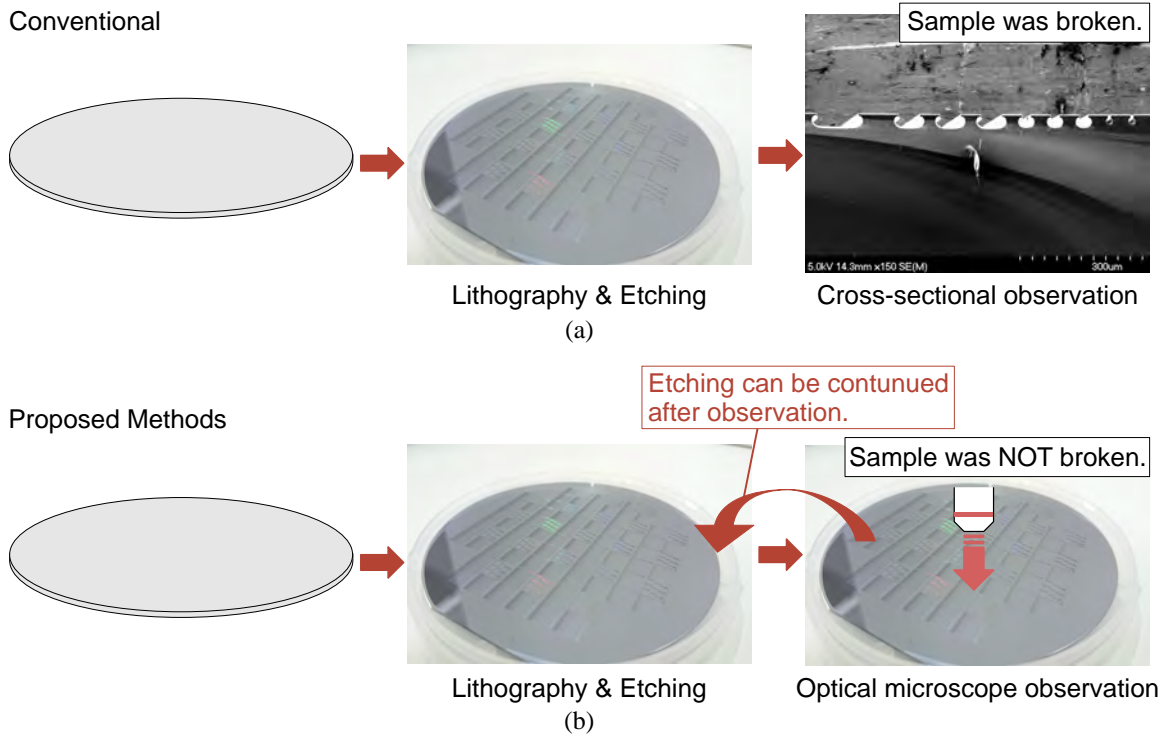 Conventional
Sample was broken.
5.0kV 14.3mm x150 SE(M)
300um
Lithography & Etching
Cross-sectional observation
(a)
Etching can be contunued
after observation.
Proposed Methods
Sample was NOT broken.
Lithography & Etching
Optical microscope observation
(b)